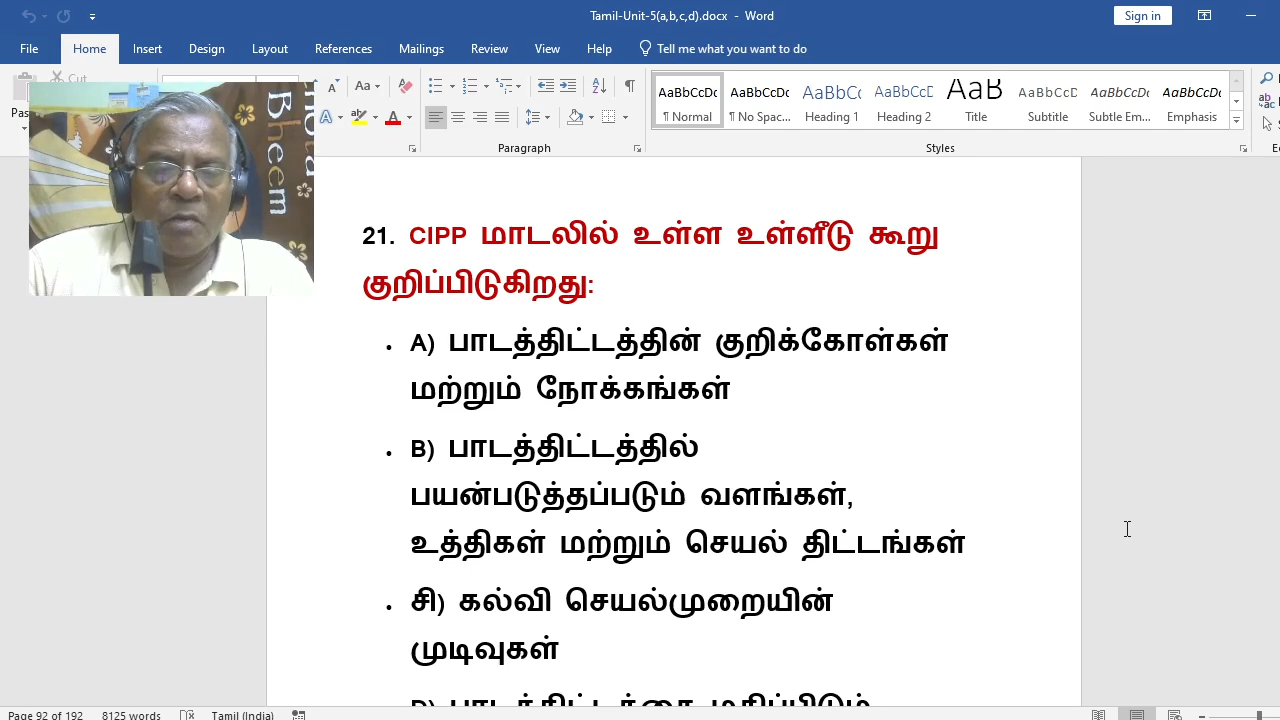 Tamil-Unit-5(a,b,c,d).docx - Word
Sign in
File Home Insert Design Layout References Mailings Review View Help Tell me what you want to do
Cut
Pas
Aa
Paragraph
AaBbCcDc AaBbCcDc AaBbCc AaBbCcD AaB AaBbCcD AaBbCcDc AaBbCcDc
¶ Normal ¶ No Spac... Heading 1 Heading 2 Title Subtitle Subtle Em... Emphasis
Styles
Bheem
21. CIPP மாடலில் உள்ள உள்ளீடு கூறு
குறிப்பிடுகிறது:
• A) பாடத்திட்டத்தின் குறிக்கோள்கள்
மற்றும் நோக்கங்கள்
• B) பாடத்திட்டத்தில்
பயன்படுத்தப்படும் வளங்கள்,
உத்திகள் மற்றும் செயல் திட்டங்கள்
• சி) கல்வி செயல்முறையின்
முடிவுகள்
Page 92 of 192 8125 words Tamil (India)